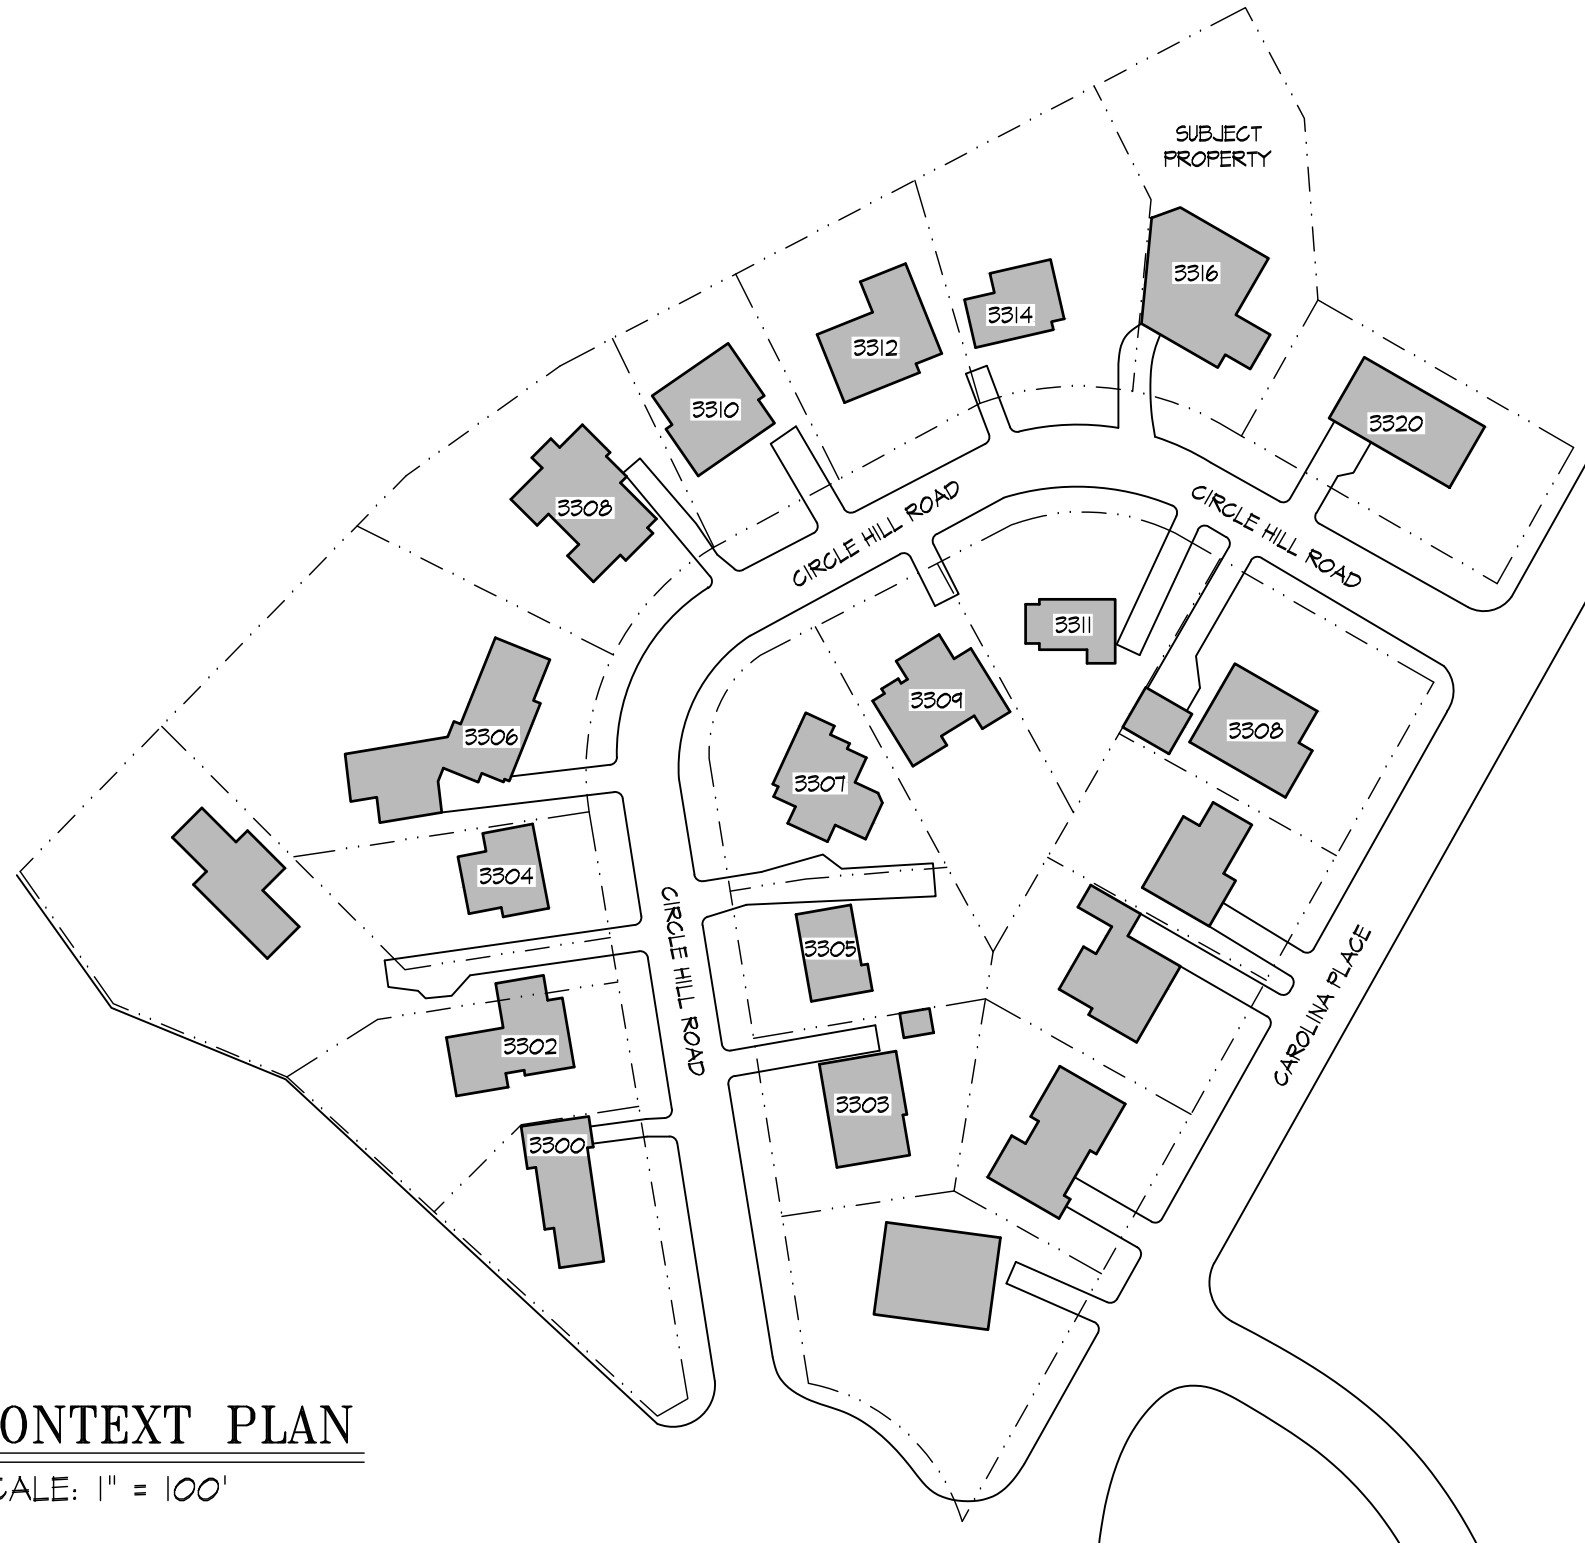 SUBJECT
PROPERTY
3316
3314
3312
3320
3310
3308
CIRCLE HILL ROAD
CIRCLE HILL ROAD
3311
3309
3308
3306
3307
3304
3305
CIRCLE HILL ROAD
CAROLINA PLACE
3302
3303
3300
ONTEXT PLAN
CALE: 1" = 100'